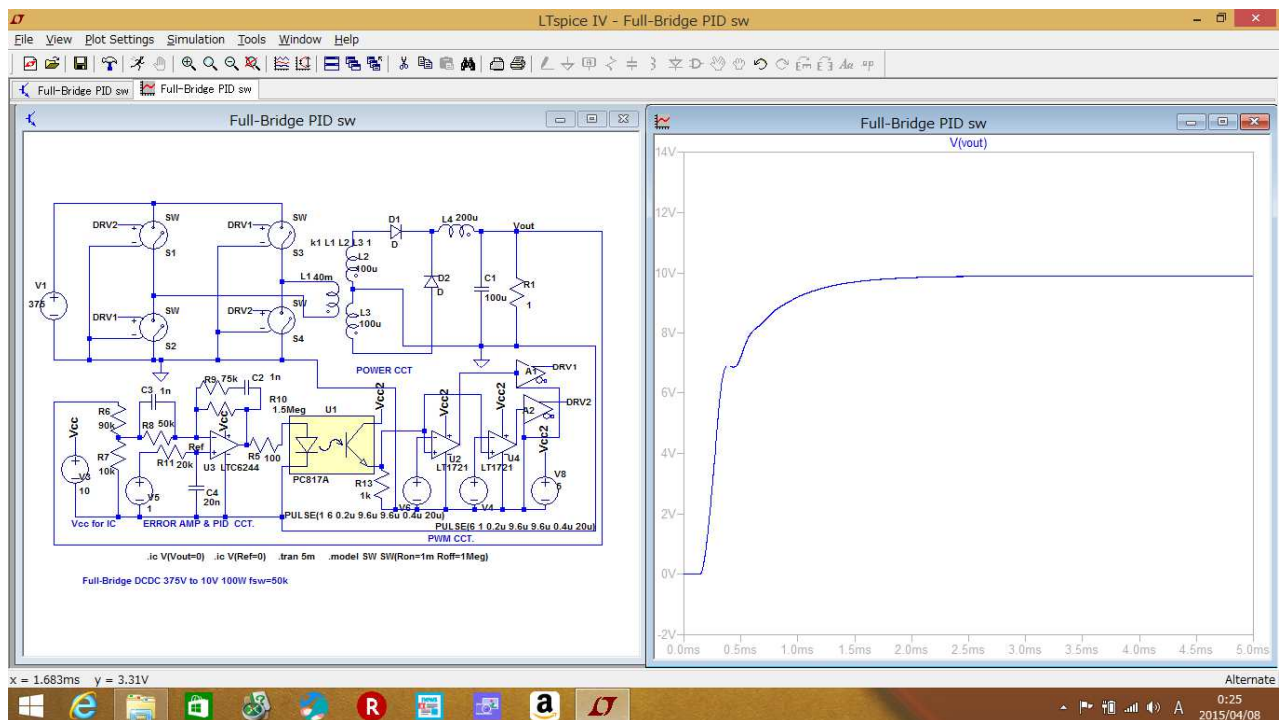 LTspice IV - Full-Bridge PID sw
File View Plot Settings Simulation Tools Window Help
Full-Bridge PID sw
Full-Bridge PID sw
Full-Bridge PID sw
V1
375
DRV2
SW
S1
DRV1
SW
S3
DRV1
SW
S2
DRV2
SW
S4
k1 L1 L2 L3 1
L1 40m
L2
100u
L3
100u
D1
D
D2
D
L4 200u
Vout
C1
100u
R1
1
POWER CCT
Vcc
V3
10
R6
90k
R7
10k
C3 1n
R8 50k
R11 20k
V5
1
Ref
C4
20n
R9 75k
C2 1n
R10
1.5Meg
Vcc
U3 LTC6244
R5
100
U1
PC817A
Vcc2
R13
1k
V6
Vcc2
U2
LT1721
Vcc2
U4
LT1721
V4
A1
DRV1
A2
DRV2
Vcc2
V8
Vcc for IC
ERROR AMP & PID CCT.
PULSE(1 6 0.2u 9.6u 9.6u 0.4u 20u)
PULSE(6 1 0.2u 9.6u 9.6u 0.4u 20u)
PWM CCT.
.ic V(Vout=0) .ic V(Ref=0) .tran 5m .model SW SW(Ron=1m Roff=1Meg)
Full-Bridge DCDC 375V to 10V 100W fsw=50k
Full-Bridge PID sw
V(vout)
14V
12V
10V
8V
6V
4V
2V
0V
-2V
0.0ms 0.5ms 1.0ms 1.5ms 2.0ms 2.5ms 3.0ms 3.5ms 4.0ms 4.5ms 5.0ms
x = 1.683ms y = 3.31V
Alternate
A
0:25
2015/04/08